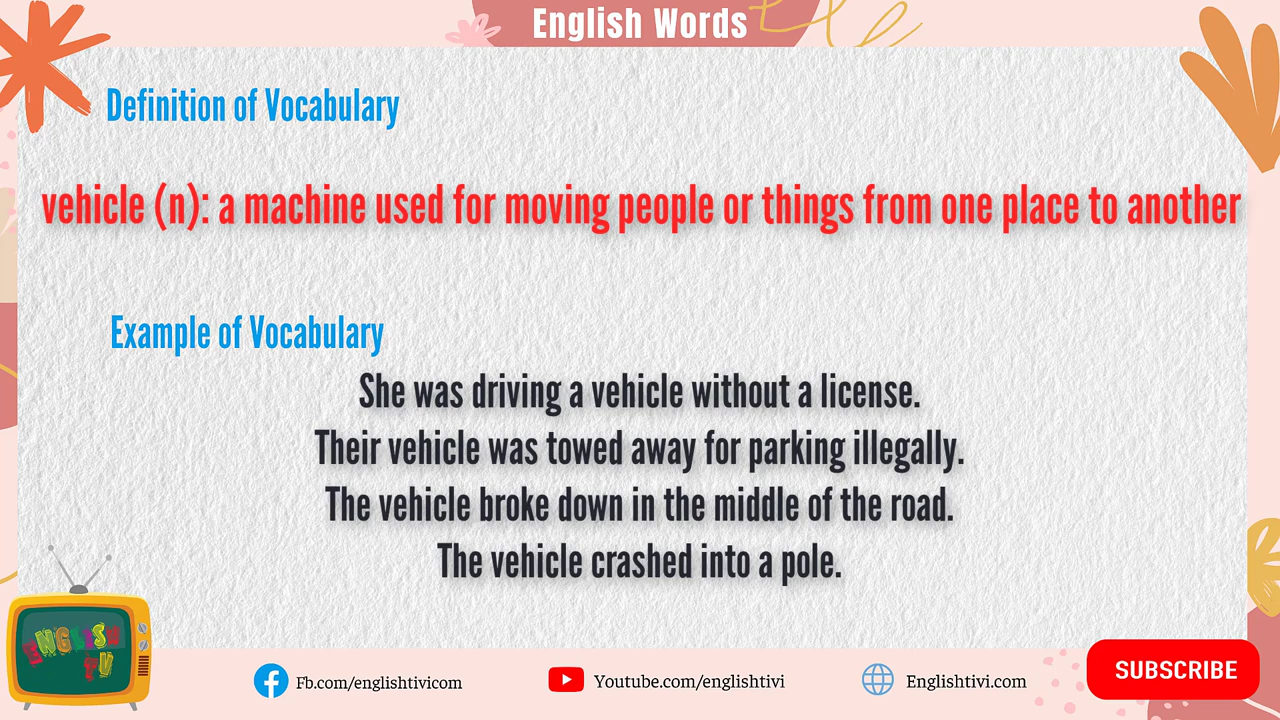 English Words
Definition of Vocabulary
vehicle (n): a machine used for moving people or things from one place to another
Example of Vocabulary
She was driving a vehicle without a license.
Their vehicle was towed away for parking illegally.
The vehicle broke down in the middle of the road.
The vehicle crashed into a pole.
ENGLISH
TV
Fb.com/englishtivicom
Youtube.com/englishtivi
Englishtivi.com
SUBSCRIBE